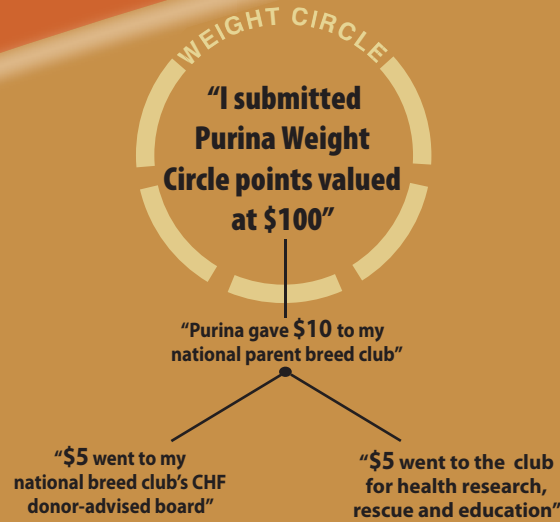 WEIGHT CIRCLE
“I submitted
Purina Weight
Circle points valued
at $100”
“Purina gave $10 to my
national parent breed club”
“$5 went to my
national breed club’s CHF
donor-advised board”
“$5 went to the club
for health research,
rescue and education”